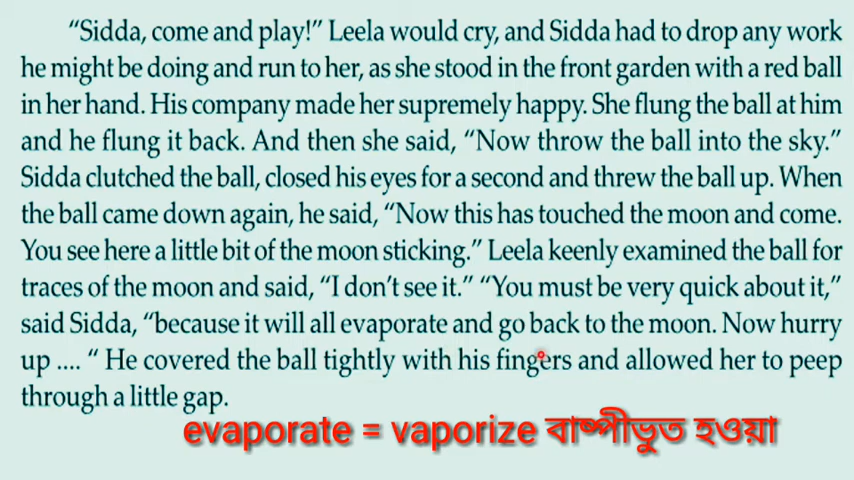 “Sidda, come and play!” Leela would cry, and Sidda had to drop any work
he might be doing and run to her, as she stood in the front garden with a red ball
in her hand. His company made her supremely happy. She flung the ball at him
and he flung it back. And then she said, “Now throw the ball into the sky.”
Sidda clutched the ball, closed his eyes for a second and threw the ball up. When
the ball came down again, he said, “Now this has touched the moon and come.
You see here a little bit of the moon sticking.” Leela keenly examined the ball for
traces of the moon and said, “I don’t see it.” “You must be very quick about it,”
said Sidda, “because it will all evaporate and go back to the moon. Now hurry
up .... “ He covered the ball tightly with his fingers and allowed her to peep
through a little gap.
evaporate = vaporize বাষ্পীভুত হওয়া